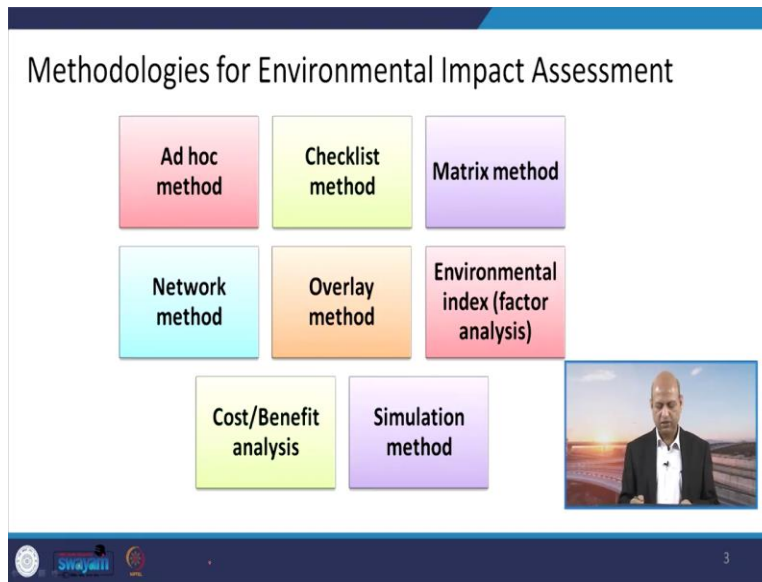 Methodologies for Environmental Impact Assessment
Ad hoc
method
Checklist
method
Matrix method
Network
method
Overlay
method
Environmental
index (factor
analysis)
Cost/Benefit
analysis
Simulation
method
swayam
3